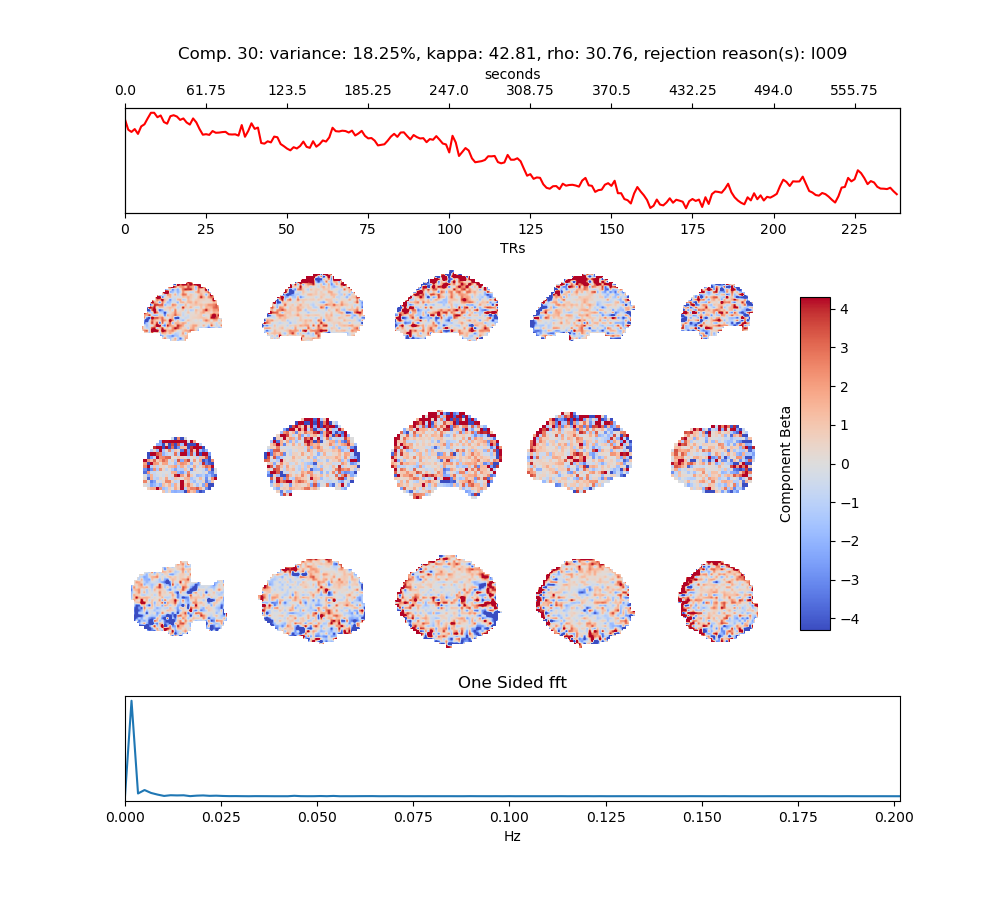 Comp. 30: variance: 18.25%, kappa: 42.81, rho: 30.76, rejection reason(s): I009
seconds
0.0 61.75 123.5 185.25 247.0 308.75 370.5 432.25 494.0 555.75
0 25 50 75 100 125 150 175 200 225
TRs
4
3
2
1
0
−1
−2
−3
−4
Component Beta
One Sided fft
0.000 0.025 0.050 0.075 0.100 0.125 0.150 0.175 0.200
Hz